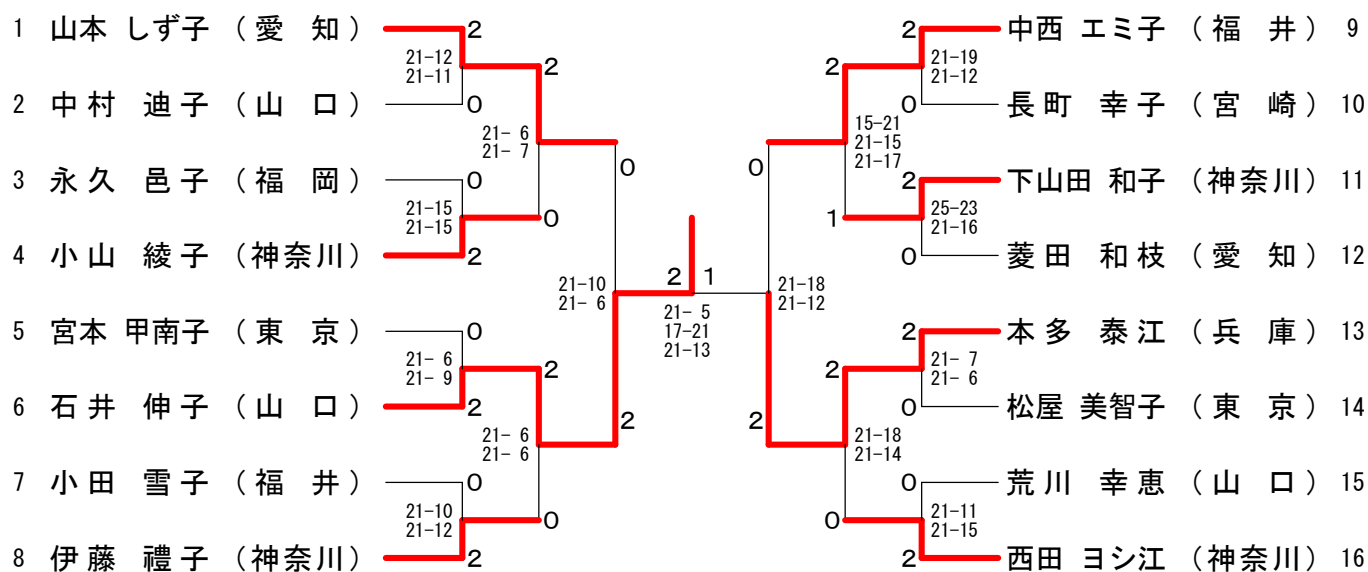 1 山本 しず子 （ 愛 知 ） 2
21-12
21-11
2
2 中 村 迪 子 （ 山 口 ） 0
21- 6
21- 7
0
3 永 久 邑 子 （ 福 岡 ） 0
21-15
21-15
0
4 小 山 綾 子 （神奈川） 2
21-10
21- 6
5 宮本 甲南子 （ 東 京 ） 0
21- 6
21- 9
2
6 石 井 伸 子 （ 山 口 ） 2
21- 6
21- 6
2
7 小 田 雪 子 （ 福 井 ） 0
21-10
21-12
0
8 伊 藤 禮 子 （神奈川） 2
2 1
21- 5
17-21
21-13
2 中西 エミ子 （ 福 井 ） 9
21-19
21-12
2
0 長 町 幸 子 （ 宮 崎 ） 10
15-21
21-15
21-17
0
2 下山田 和子 （神奈川） 11
25-23
21-16
1
0 菱 田 和 枝 （ 愛 知 ） 12
21-18
21-12
2 本 多 泰 江 （ 兵 庫 ） 13
21- 7
21- 6
2
0 松屋 美智子 （ 東 京 ） 14
2
21-18
21-14
0 荒 川 幸 恵 （ 山 口 ） 15
21-11
21-15
0
2 西田 ヨシ江 （神奈川） 16